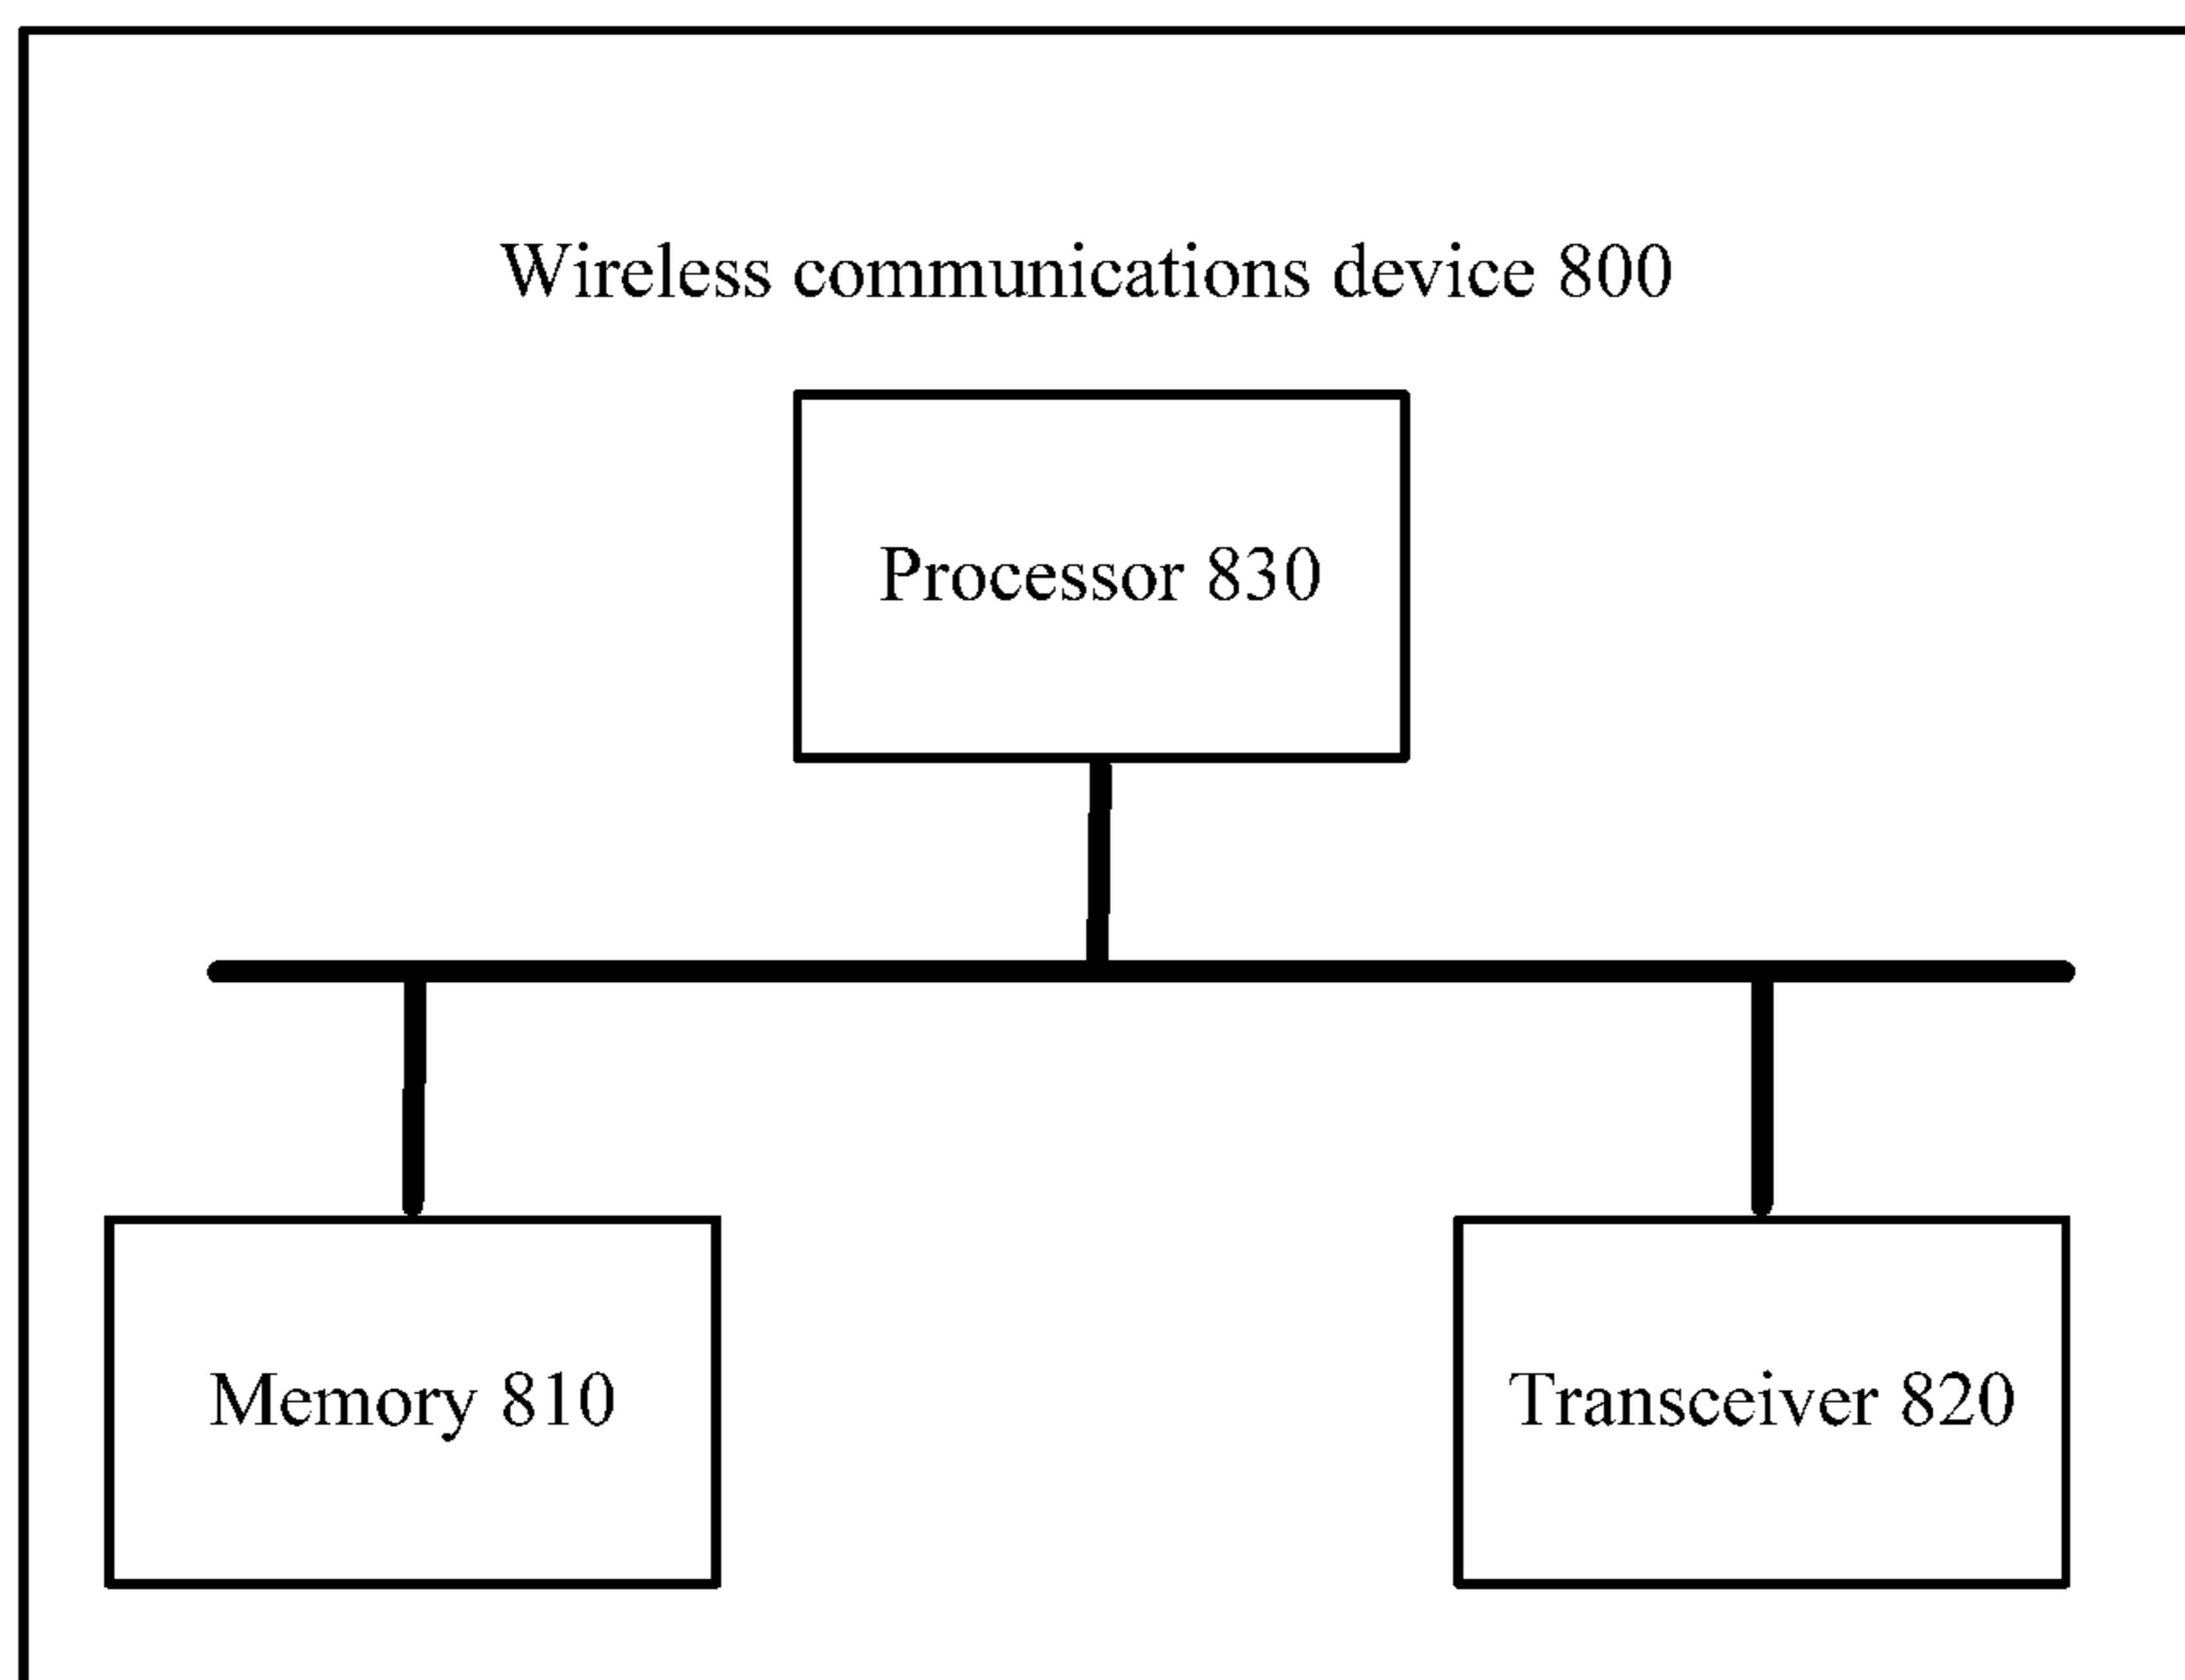 Wireless communications device 800
Processor 830
Memory 810
Transceiver 820